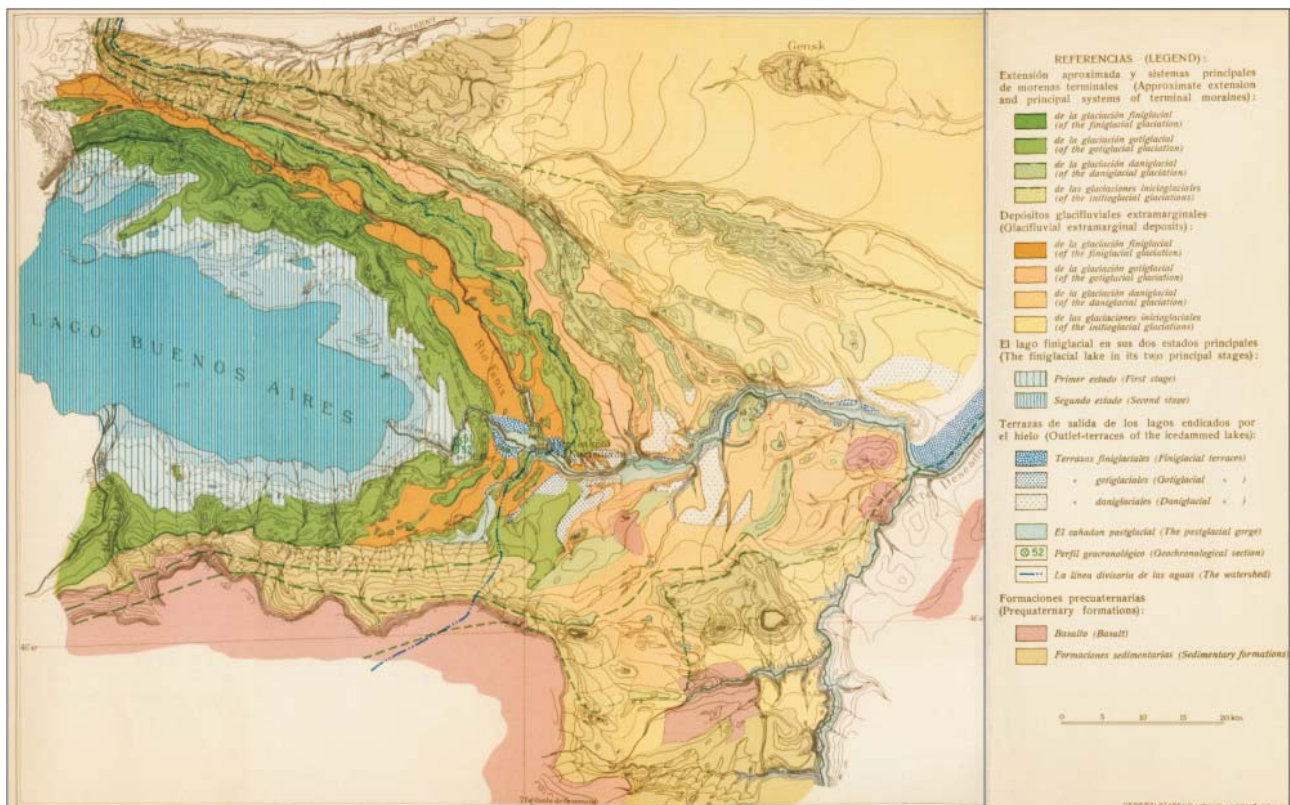 Genak
LAGO BUENOS AIRES
Rio Fenix
Rio Deseado
REFERENCIAS (LEGEND) :
Extensión aproximada y sistemas principales
de morenas terminales (Approximate extension
and principal systems of terminal moraines) :
de la glaciación finiglacial
(of the finiglacial glaciation)
de la glaciación gotiglacial
(of the gotiglacial glaciation)
de la glaciación daniglacial
(of the daniglacial glaciation)
de las glaciaciones inicioglaciales
(of the initioglacial glaciations)
Depósitos glacifluviales extramarginales
(Glacifluvial extramarginal deposits) :
de la glaciación finiglacial
(of the finiglacial glaciation)
de la glaciación gotiglacial
(of the gotiglacial glaciation)
de la glaciación daniglacial
(of the daniglacial glaciation)
de las glaciaciones inicioglaciales
(of the initioglacial glaciations)
El lago finiglacial en sus dos estados principales
(The finiglacial lake in its two principal stages) :
Primer estado (First stage)
Segundo estado (Second stave)
Terrazas de salida de los lagos endicados por
el hielo (Outlet-terraces of the icedammed lakes):
Terrasas finiglaciales (Finiglacial terraces)
" gotiglaciales (Gotiglacial " )
" daniglaciales (Daniglacial " )
El cañadon postglacial (The postglacial gorge)
52 Perfil geocronológico (Geochronological section)
La línea divisoria de las aguas (The watershed)
Formaciones precuaternarias
(Prequaternary formations) :
Basalto (Basalt)
Formaciones sedimentarias (Sedimentary formations)
0 5 10 15 20 km